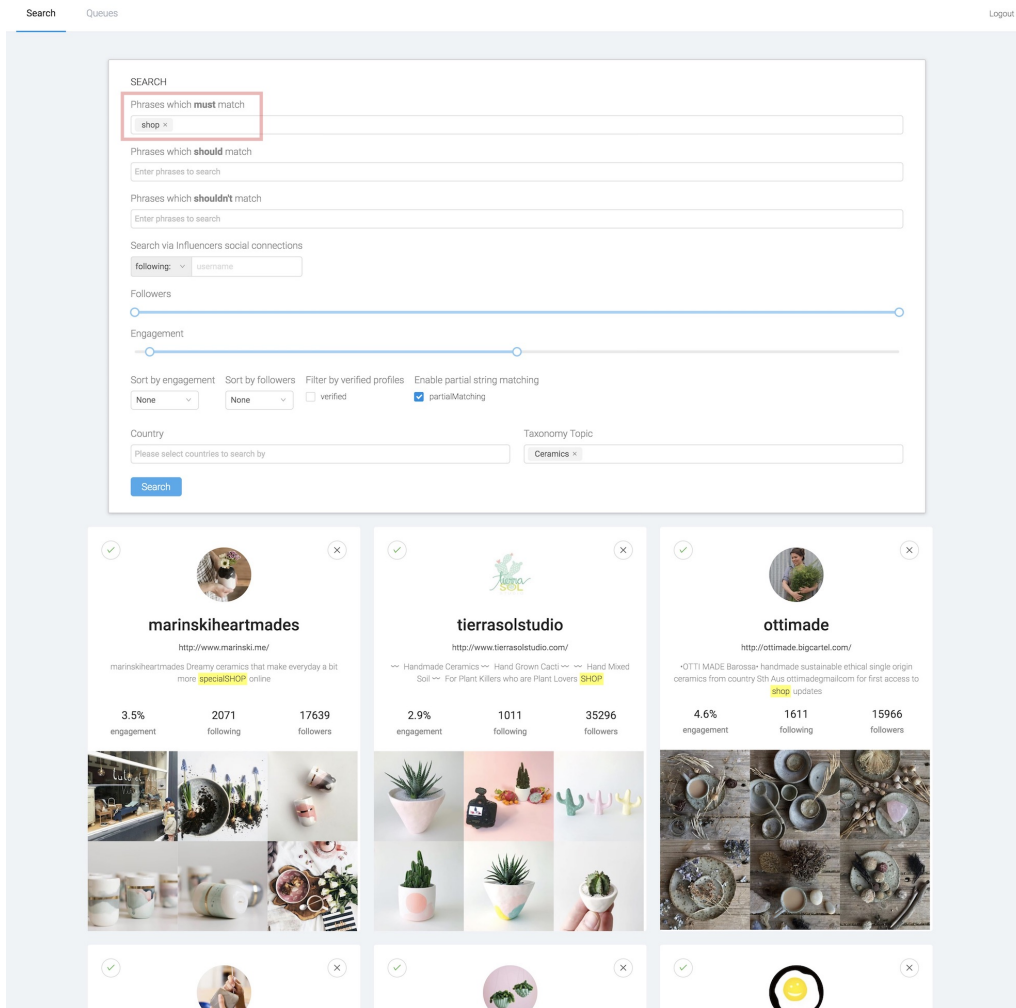 Search Queues Logout
SEARCH
Phrases which must match
shop ×
Phrases which should match
Enter phrases to search
Phrases which shouldn't match
Enter phrases to search
Search via Influencers social connections
following: username
Followers
Engagement
Sort by engagement Sort by followers Filter by verified profiles Enable partial string matching
None None verified partialMatching
Country Taxonomy Topic
Please select countries to search by Ceramics ×
Search
marinskiheartmades
http://www.marinski.me/
marinskiheartmades Dreamy ceramics that make everyday a bit
more specialSHOP online
3.5% 2071 17639
engagement following followers
tierra
SOL
tierrasolstudio
http://www.tierrasolstudio.com/
〰 Handmade Ceramics 〰 Hand Grown Cacti 〰 〰 Hand Mixed
Soil 〰 For Plant Killers who are Plant Lovers SHOP
2.9% 1011 35296
engagement following followers
ottimade
http://ottimade.bigcartel.com/
•OTTI MADE Barossa• handmade sustainable ethical single origin
ceramics from country Sth Aus ottimadegmailcom for first access to
shop updates
4.6% 1611 15966
engagement following followers